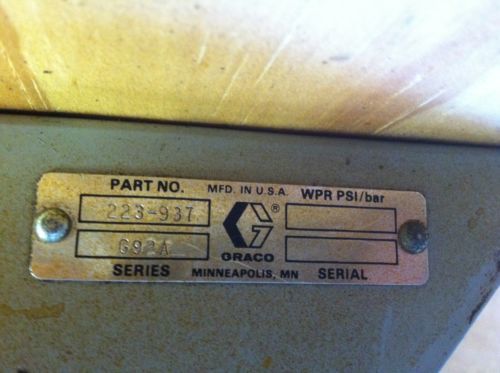 PART NO. MFD. IN U.S.A. WPR PSI/bar
223-937 ®
G92A GRACO
SERIES MINNEAPOLIS, MN SERIAL